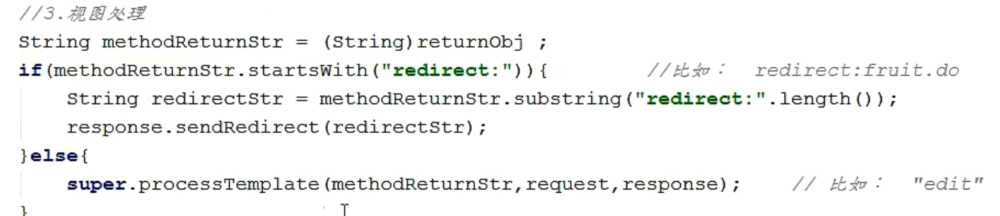 //3.视图处理
String methodReturnStr = (String)returnObj ;
if(methodReturnStr.startsWith("redirect:")){ //比如： redirect:fruit.do
String redirectStr = methodReturnStr.substring("redirect:".length());
response.sendRedirect(redirectStr);
}else{
super.processTemplate(methodReturnStr,request,response); // 比如： "edit"
}